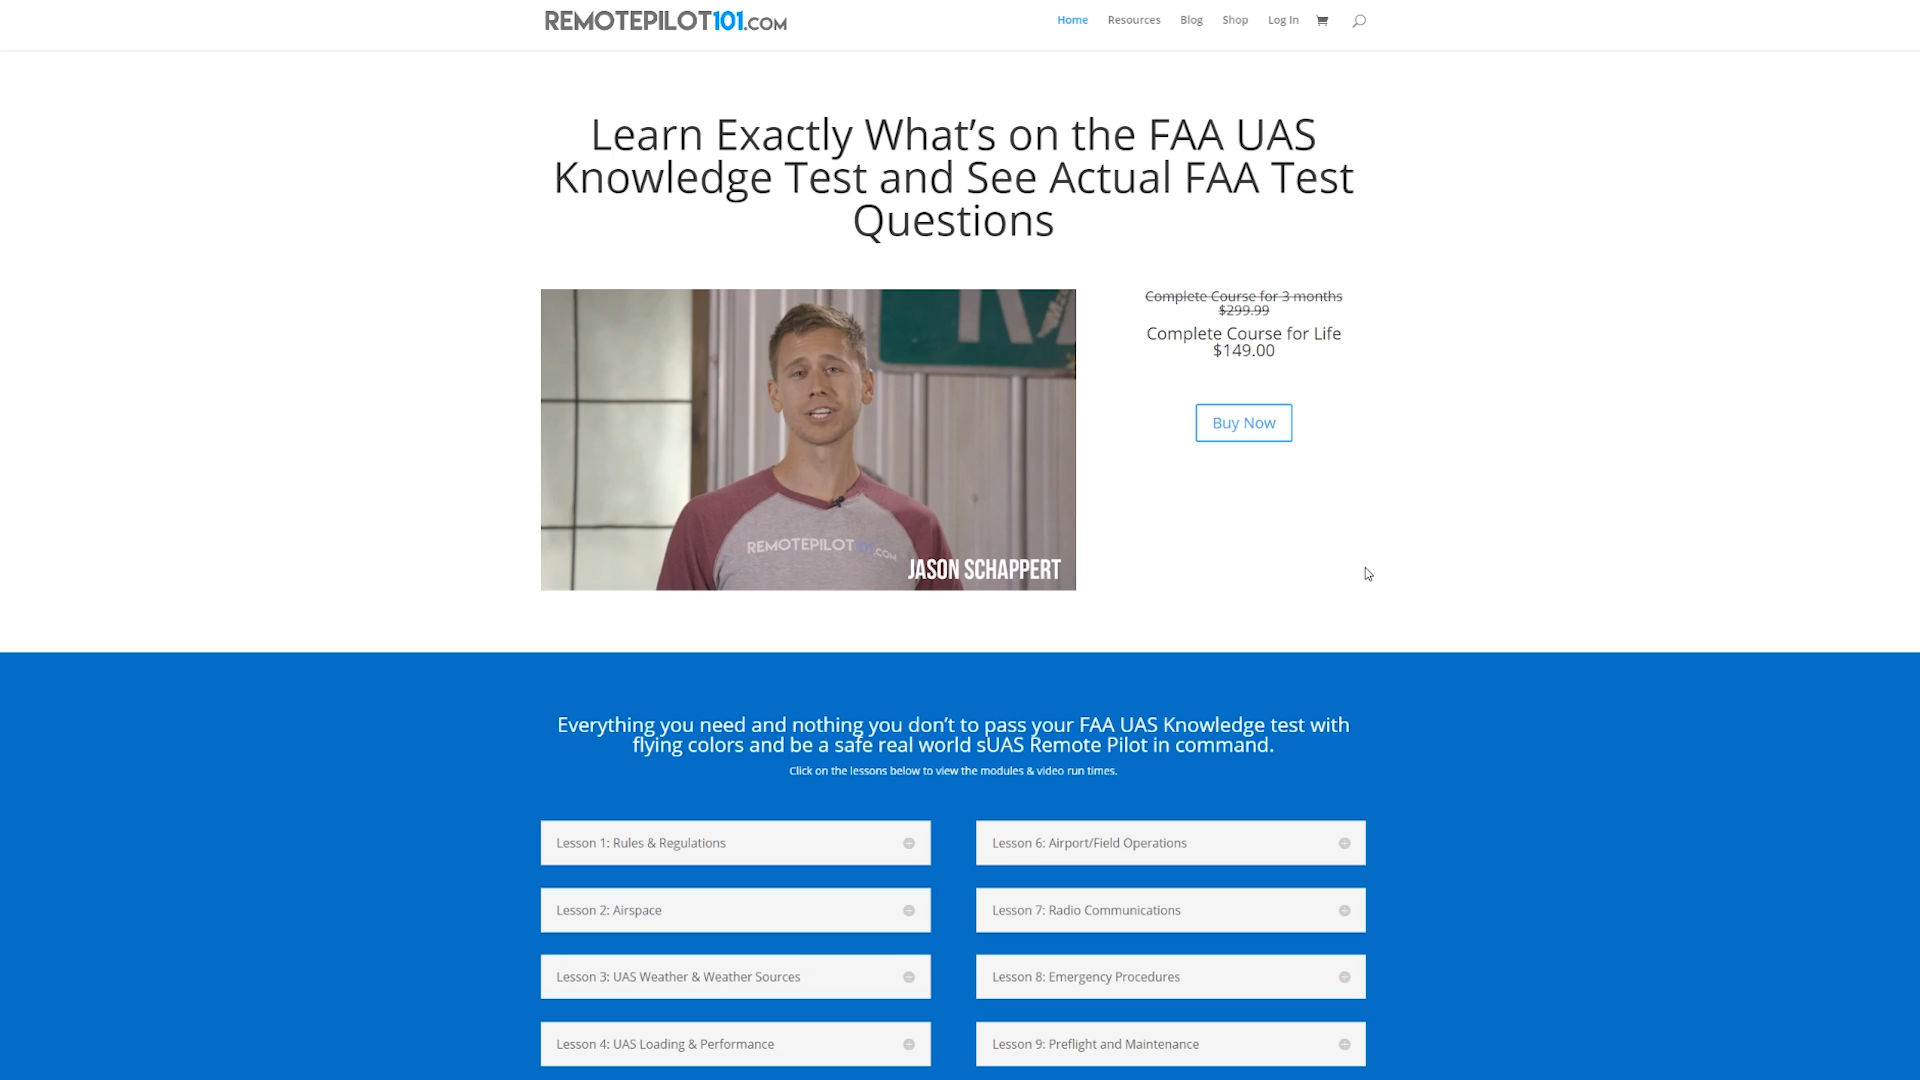 REMOTEPILOT101.COM
Home Resources Blog Shop Log In
Learn Exactly What’s on the FAA UAS
Knowledge Test and See Actual FAA Test
Questions
REMOTEPILOT101.COM
JASON SCHAPPERT
Complete Course for 3 months
$299.99
Complete Course for Life
$149.00
Buy Now
Everything you need and nothing you don’t to pass your FAA UAS Knowledge test with
flying colors and be a safe real world sUAS Remote Pilot in command.
Click on the lessons below to view the modules & video run times.
Lesson 1: Rules & Regulations
Lesson 2: Airspace
Lesson 3: UAS Weather & Weather Sources
Lesson 4: UAS Loading & Performance
Lesson 6: Airport/Field Operations
Lesson 7: Radio Communications
Lesson 8: Emergency Procedures
Lesson 9: Preflight and Maintenance